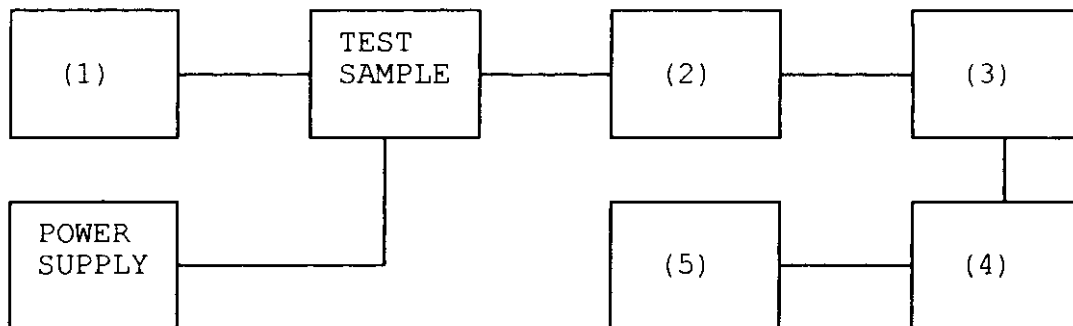 (1)
TEST
SAMPLE
(2)
(3)
POWER
SUPPLY
(5)
(4)